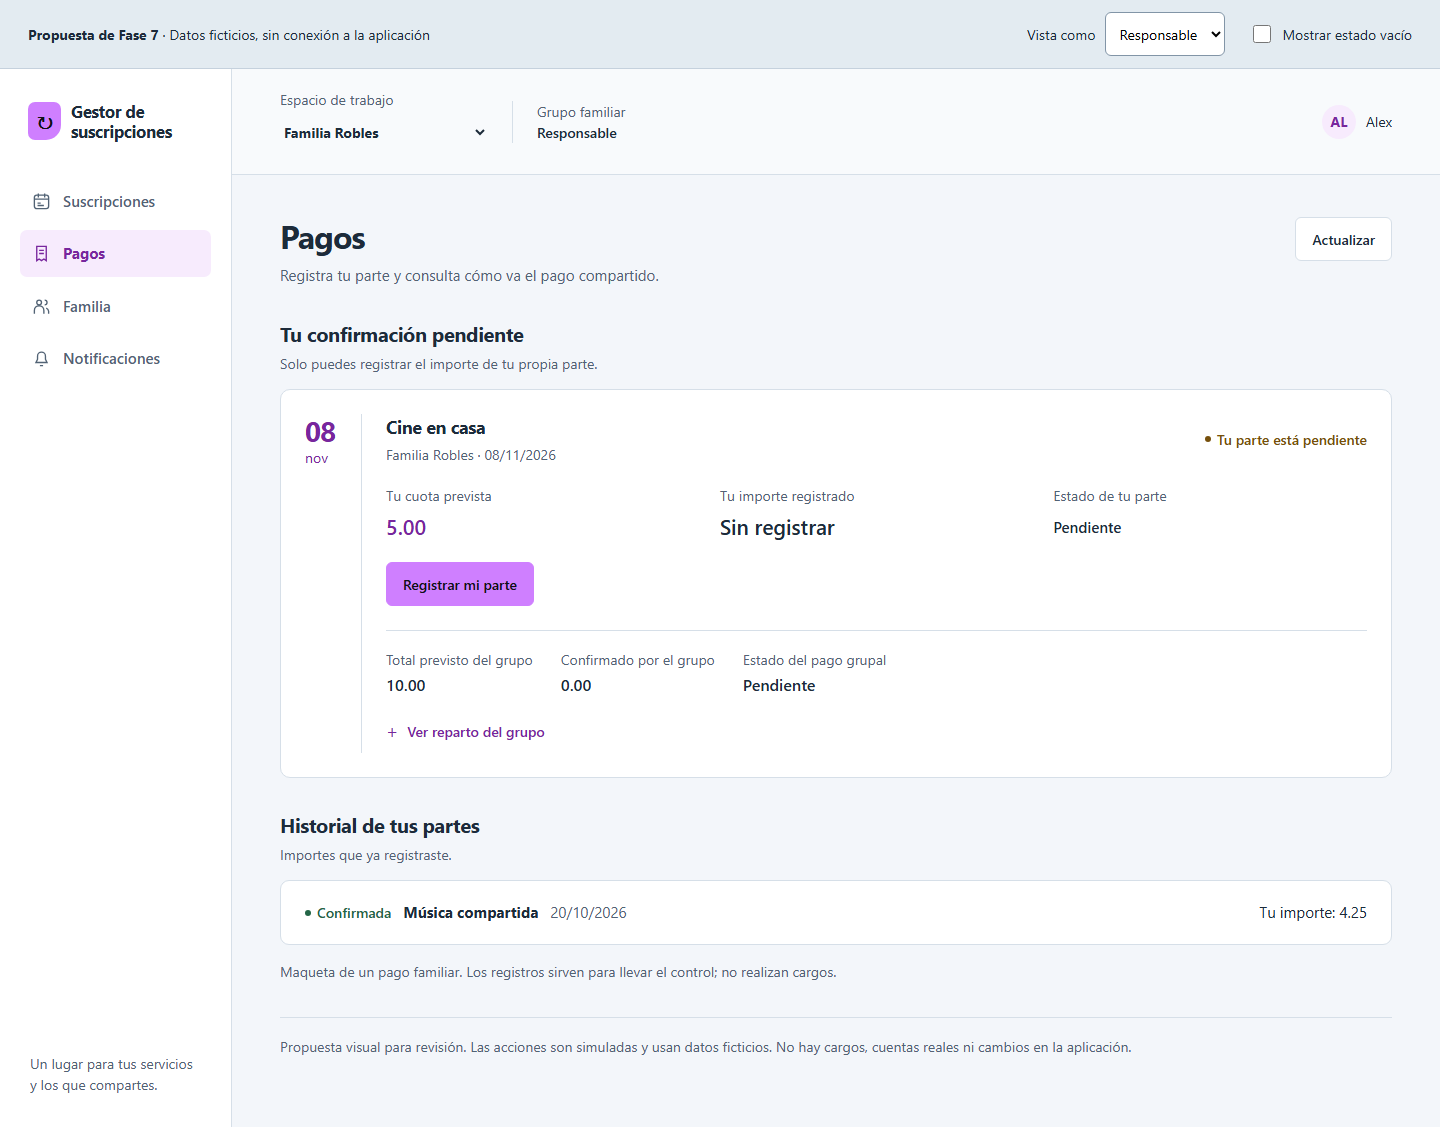 Propuesta de Fase 7 · Datos ficticios, sin conexión a la aplicación
Vista como
Responsable
Mostrar estado vacío
Gestor de
suscripciones
Suscripciones
Pagos
Familia
Notificaciones
Un lugar para tus servicios
y los que compartes.
Espacio de trabajo
Familia Robles
Grupo familiar
Responsable
AL
Alex
Pagos
Registra tu parte y consulta cómo va el pago compartido.
Actualizar
Tu confirmación pendiente
Solo puedes registrar el importe de tu propia parte.
08
nov
Cine en casa
Familia Robles · 08/11/2026
Tu parte está pendiente
Tu cuota prevista
5.00
Tu importe registrado
Sin registrar
Estado de tu parte
Pendiente
Registrar mi parte
Total previsto del grupo
10.00
Confirmado por el grupo
0.00
Estado del pago grupal
Pendiente
+ Ver reparto del grupo
Historial de tus partes
Importes que ya registraste.
Confirmada Música compartida 20/10/2026
Tu importe: 4.25
Maqueta de un pago familiar. Los registros sirven para llevar el control; no realizan cargos.
Propuesta visual para revisión. Las acciones son simuladas y usan datos ficticios. No hay cargos, cuentas reales ni cambios en la aplicación.